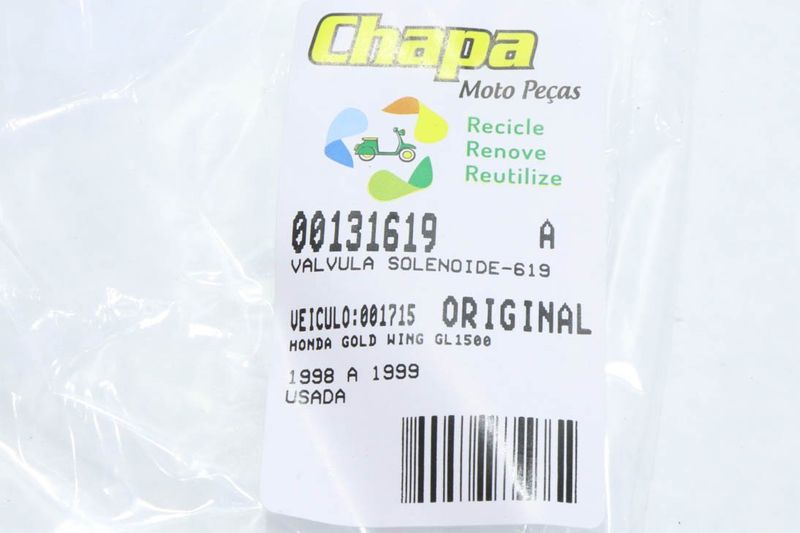 Chapa
Moto Peças
Recicle
Renove
Reutilize
00131619 A
VALVULA SOLENOIDE-619
VEICULO:001715 ORIGINAL
HONDA GOLD WING GL1500
1998 A 1999
USADA